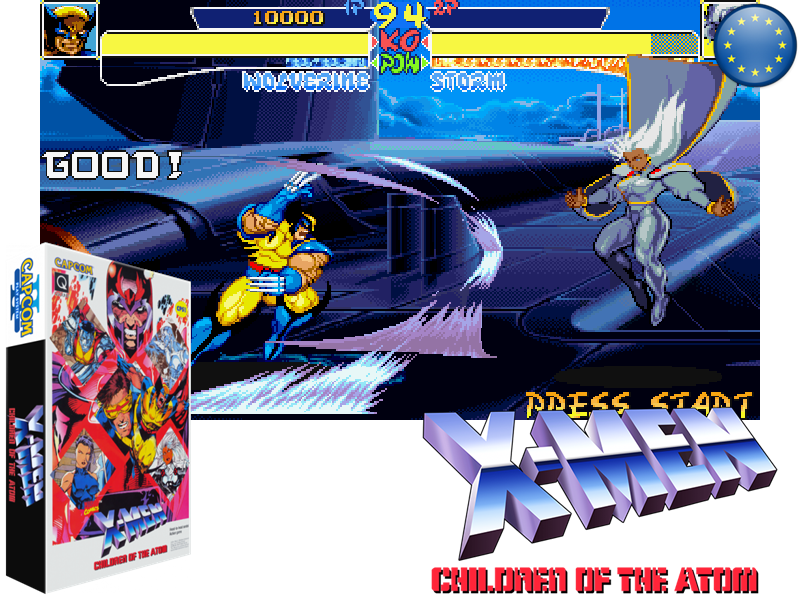 1P 94 2P
10000
KO
POW
WOLVERINE STORM
GOOD!
CAPCOM
CAPCOM
Q
X-MEN
CHILDREN OF THE ATOM
COMICS
X-MEN
CHILDREN OF THE ATOM
PRESS START
X-MEN
CHILDREN OF THE ATOM